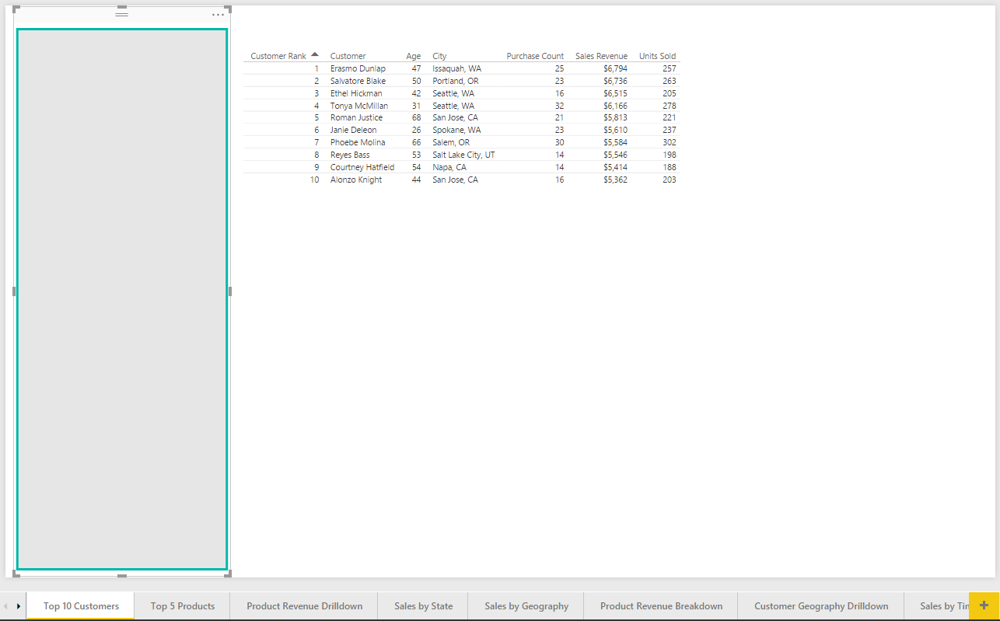 Customer Rank Customer Age City Purchase Count Sales Revenue Units Sold
1 Erasmo Dunlap 47 Issaquah, WA 25 $6,794 257
2 Salvatore Blake 50 Portland, OR 23 $6,736 263
3 Ethel Hickman 42 Seattle, WA 16 $6,515 205
4 Tonya McMillan 31 Seattle, WA 32 $6,166 278
5 Roman Justice 68 San Jose, CA 21 $5,813 221
6 Janie Deleon 26 Spokane, WA 23 $5,610 237
7 Phoebe Molina 66 Salem, OR 30 $5,584 302
8 Reyes Bass 53 Salt Lake City, UT 14 $5,546 198
9 Courtney Hatfield 54 Napa, CA 14 $5,414 188
10 Alonzo Knight 44 San Jose, CA 16 $5,362 203
Top 10 Customers Top 5 Products Product Revenue Drilldown Sales by State Sales by Geography Product Revenue Breakdown Customer Geography Drilldown Sales by